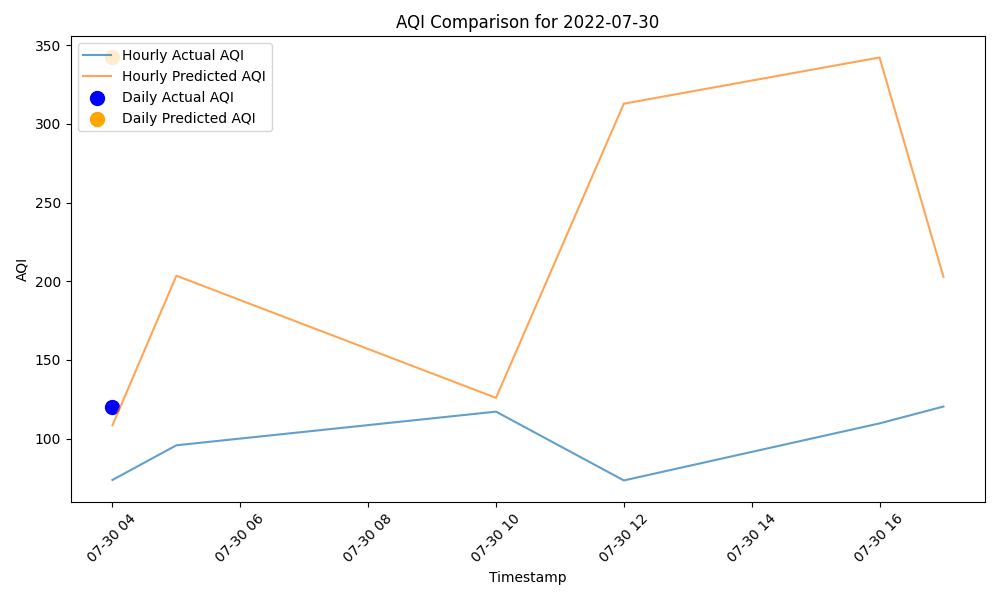 AQI Comparison for 2022-07-30
350
300
250
200
150
100
AQI
Hourly Actual AQI
Hourly Predicted AQI
Daily Actual AQI
Daily Predicted AQI
07-30 04
07-30 06
07-30 08
07-30 10
07-30 12
07-30 14
07-30 16
Timestamp